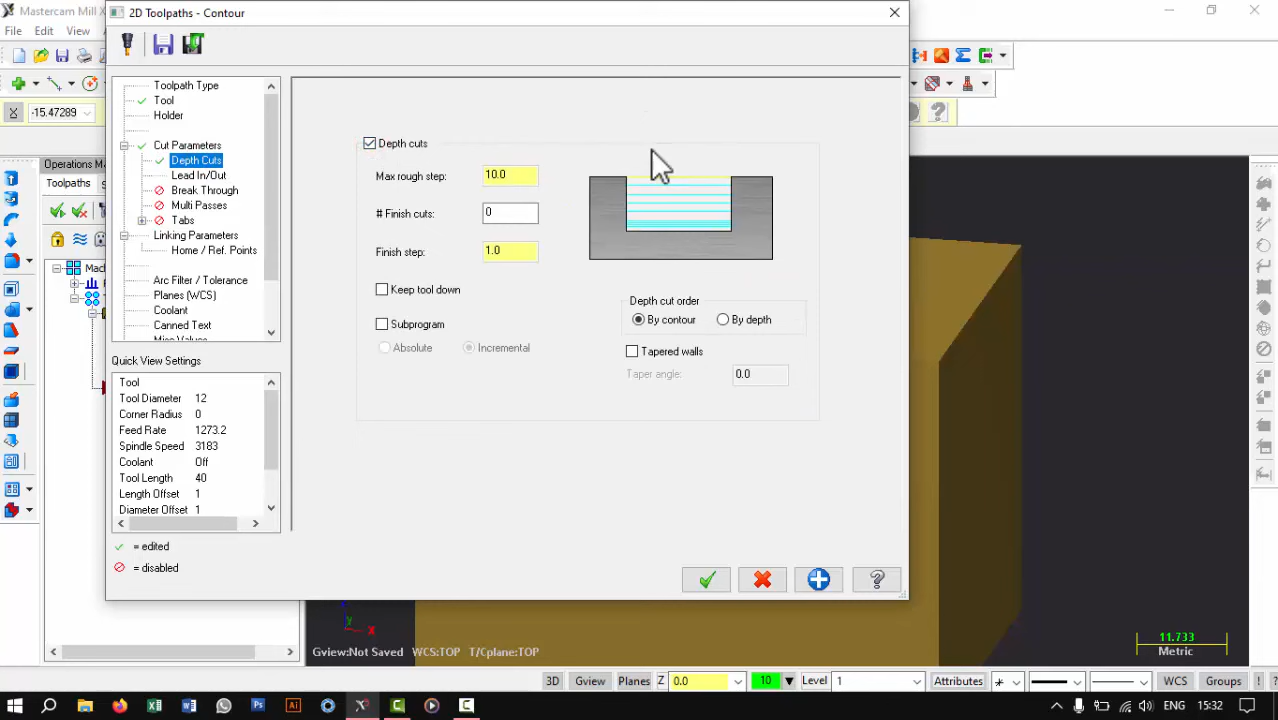 Mastercam Mill X
2D Toolpaths - Contour
File
Edit
View
-15.47289
Operations Ma
Toolpaths
Mach
Toolpath Type
Tool
Holder
Cut Parameters
Depth Cuts
Lead In/Out
Break Through
Multi Passes
Tabs
Linking Parameters
Home / Ref. Points
Arc Filter / Tolerance
Planes (WCS)
Coolant
Canned Text
Misc Values
Depth cuts
Max rough step:
10.0
# Finish cuts:
0
Finish step:
1.0
Keep tool down
Subprogram
Absolute
Incremental
Depth cut order
By contour
By depth
Tapered walls
Taper angle:
0.0
Quick View Settings
Tool
Tool Diameter 12
Corner Radius 0
Feed Rate 1273.2
Spindle Speed 3183
Coolant Off
Tool Length 40
Length Offset 1
Diameter Offset 1
= edited
= disabled
X
Gview:Not Saved WCS:TOP T/Cplane:TOP
11.733
Metric
3D
Gview
Planes
Z
0.0
10
Level
1
Attributes
WCS
Groups
!
?
ENG
15:32